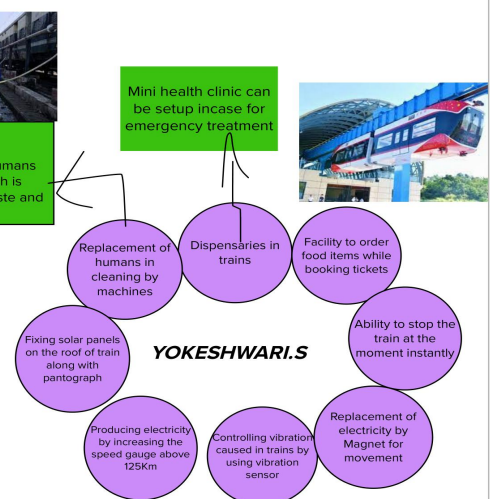 Mini health clinic can
be setup incase for
emergency treatment
h is
and
Replacement of
humans in
cleaning by
machines
Dispensaries in
trains
Facility to order
food items while
booking tickets
Fixing solar panels
on the roof of train
along with
pantograph
YOKESHWARI.S
Ability to stop the
train at the
moment instantly
Producing electricity
by increasing the
speed gauge above
125Km
Controlling vibration
caused in trains by
using vibration
sensor
Replacement of
electricity by
Magnet for
movement